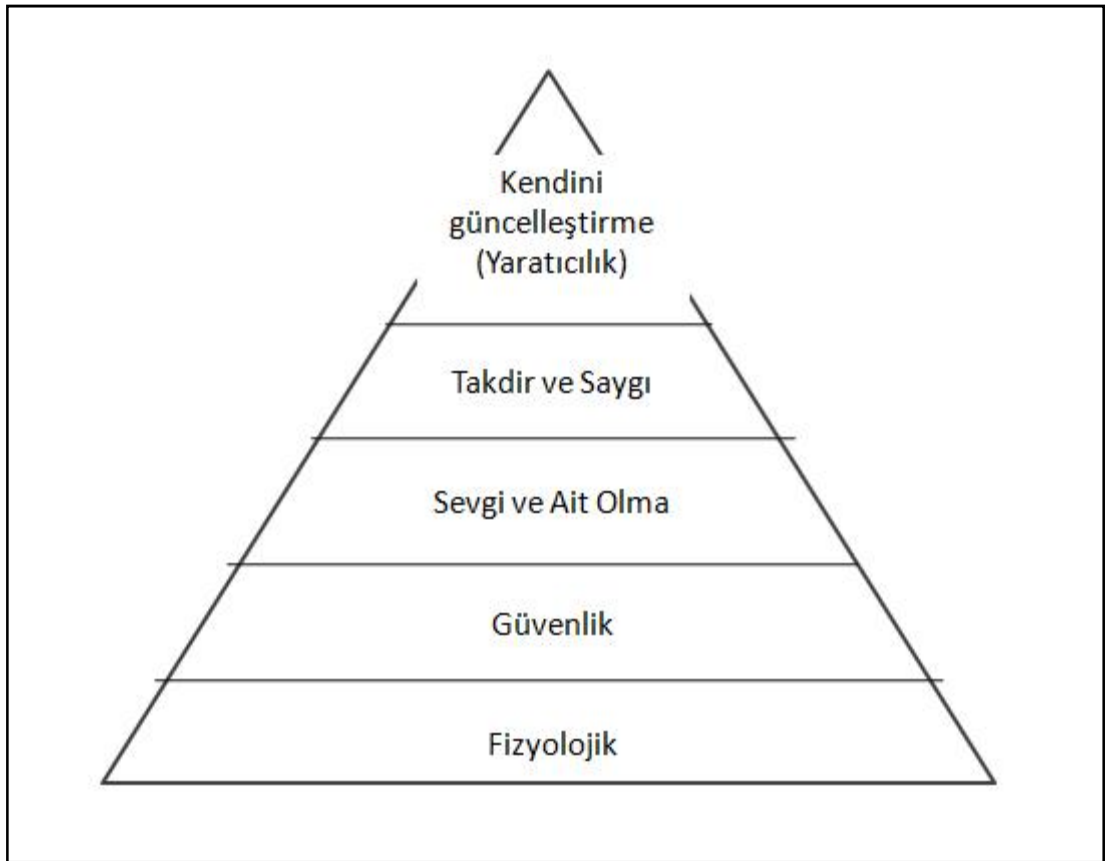 Kendini
güncelleştirme
(Yaratıcılık)
Takdir ve Saygı
Sevgi ve Ait Olma
Güvenlik
Fizyolojik